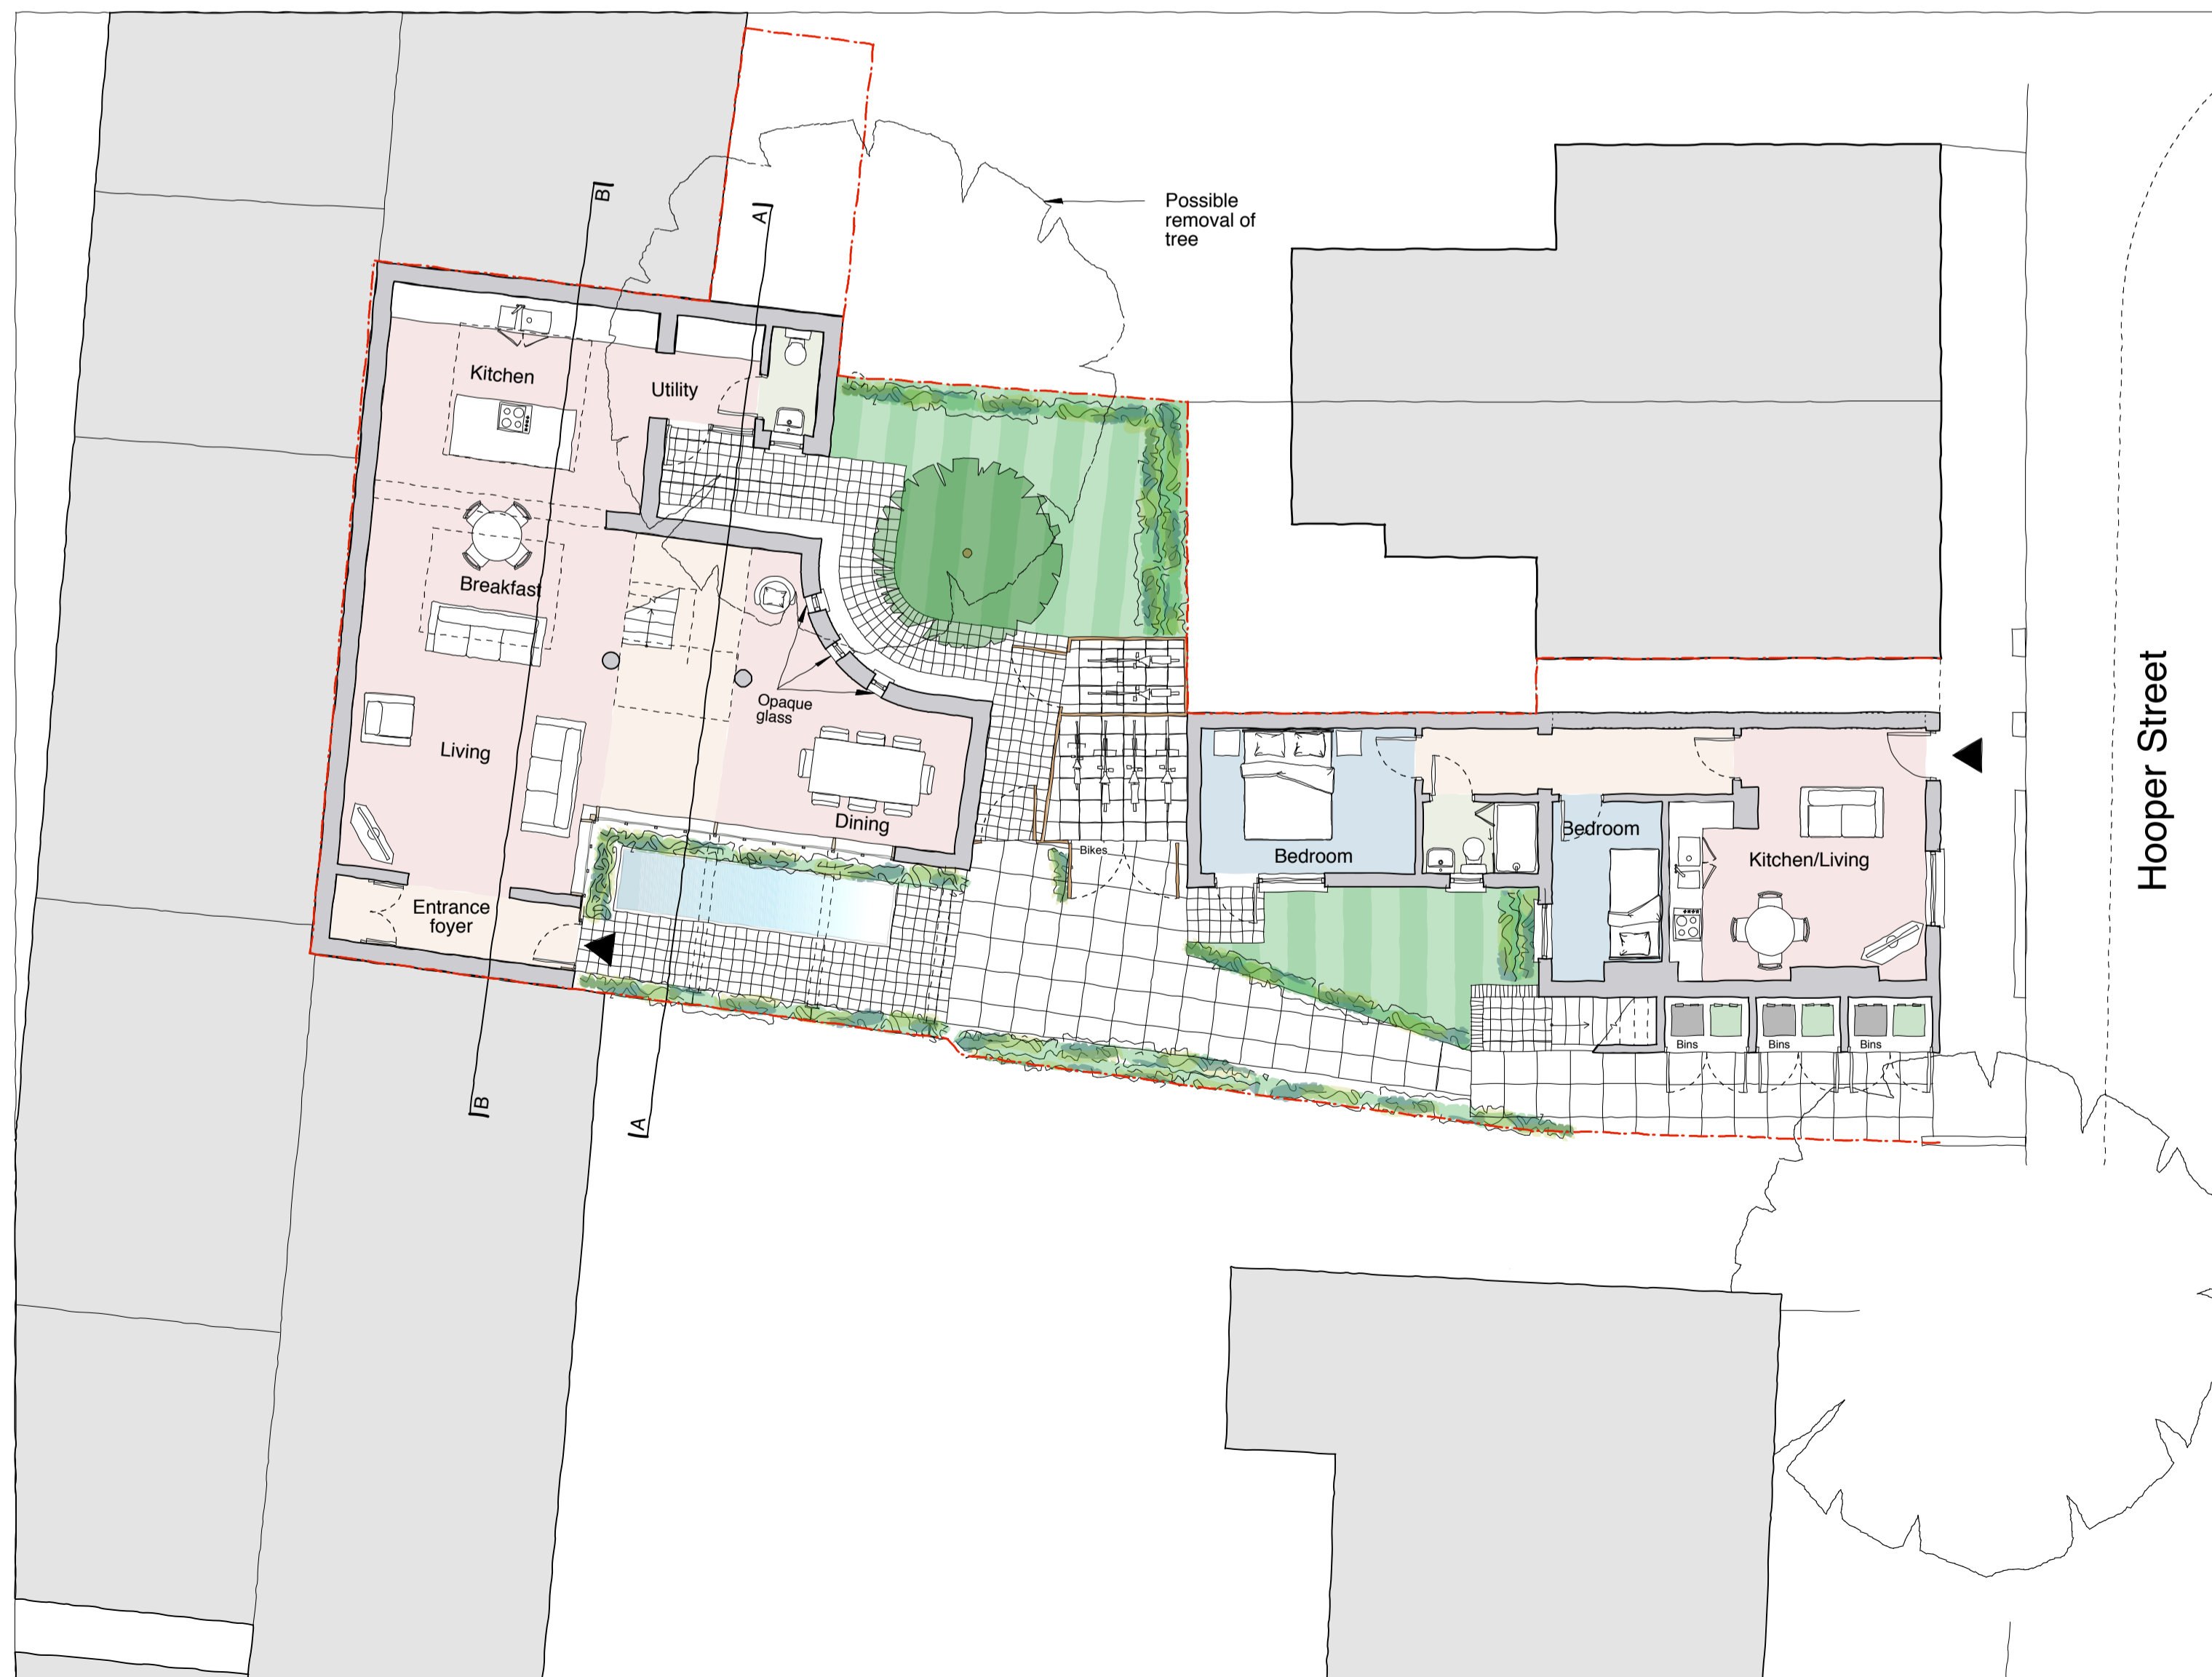 B
A
Possible
removal of
tree
Kitchen
Utility
Breakfast
Opaque
glass
Living
Dining
Entrance
foyer
Bikes
Bedroom
Bedroom
Kitchen/Living
Hooper Street
Bins
Bins
Bins
B
A